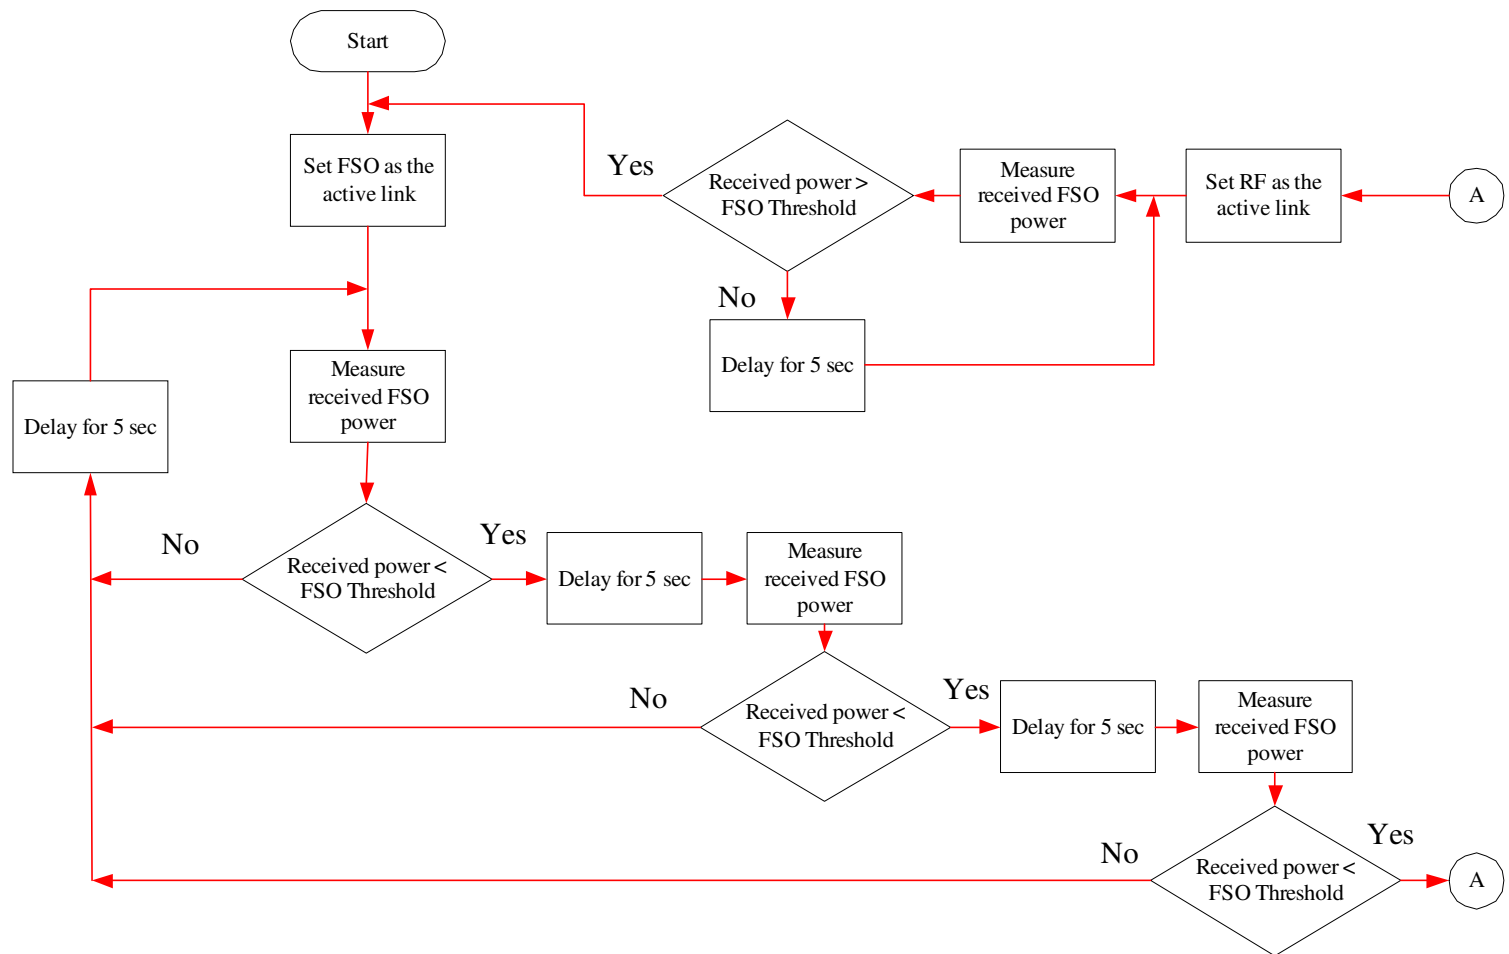 Start
Set FSO as the
active link
Yes
Received power >
FSO Threshold
Measure
received FSO
power
Set RF as the
active link
A
No
Delay for 5 sec
Measure
received FSO
power
Delay for 5 sec
No
Received power <
FSO Threshold
Yes
Delay for 5 sec
Measure
received FSO
power
No
Received power <
FSO Threshold
Yes
Delay for 5 sec
Measure
received FSO
power
No
Received power <
FSO Threshold
Yes
A